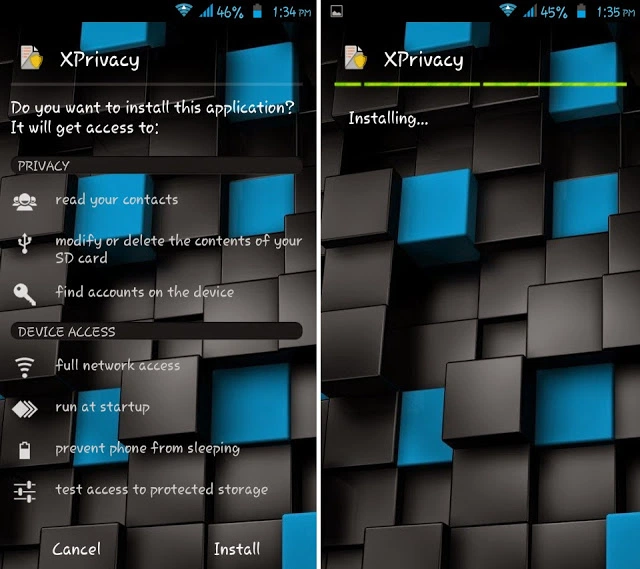 46% 1:34 PM
XPrivacy
Do you want to install this application?
It will get access to:
PRIVACY
read your contacts
modify or delete the contents of your
SD card
find accounts on the device
DEVICE ACCESS
full network access
run at startup
prevent phone from sleeping
test access to protected storage
Cancel Install
45% 1:35 PM
XPrivacy
Installing...